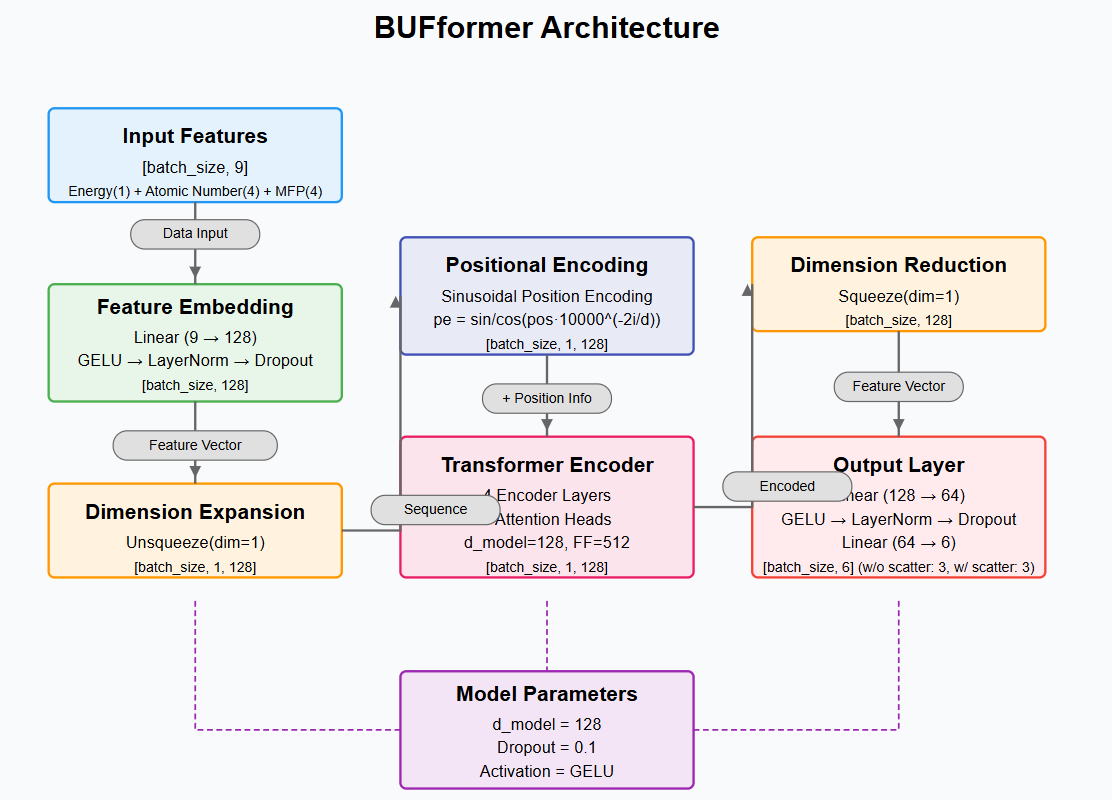 BUFformer Architecture
Input Features
[batch_size, 9]
Energy(1) + Atomic Number(4) + MFP(4)
Data Input
Feature Embedding
Linear (9 → 128)
GELU → LayerNorm → Dropout
[batch_size, 128]
Feature Vector
Dimension Expansion
Unsqueeze(dim=1)
[batch_size, 1, 128]
Sequence
Positional Encoding
Sinusoidal Position Encoding
pe = sin/cos(pos·10000^(-2i/d))
[batch_size, 1, 128]
+ Position Info
Transformer Encoder
4 Encoder Layers
Attention Heads
d_model=128, FF=512
[batch_size, 1, 128]
Encoded
Dimension Reduction
Squeeze(dim=1)
[batch_size, 128]
Feature Vector
Output Layer
(128 → 64)
GELU → LayerNorm → Dropout
Linear (64 → 6)
[batch_size, 6] (w/o scatter: 3, w/ scatter: 3)
Model Parameters
d_model = 128
Dropout = 0.1
Activation = GELU